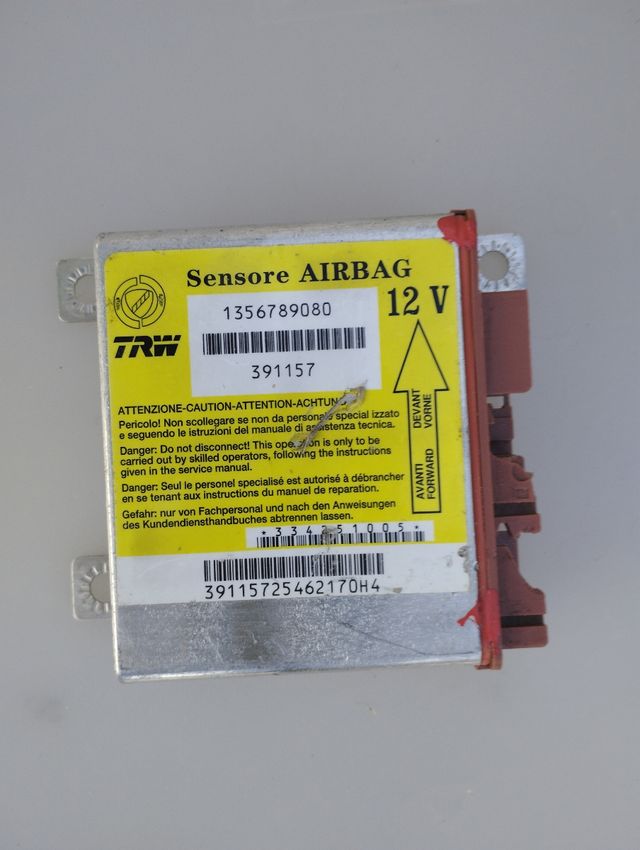 Sensore AIRBAG
1356789080
12 V
TRW
391157
ATTENZIONE-CAUTION-ATTENTION-ACHTUNG
Pericolo! Non scollegare se non da personale special izzato
e seguendo le istruzioni del manuale di assistenza tecnica.
Danger: Do not disconnect! This operation is only to be
carried out by skilled operators, following the instructions
given in the service manual.
Danger: Seul le personel specialisé est autorisé à débrancher
en se tenant aux instructions du manuel de reparation.
Gefahr: nur von Fachpersonal und nach den Anweisungen
des Kundendiensthandbuches abtrennen lassen.
AVANTI DEVANT
FORWARD VORNE
*334251005*
39115725462170H4